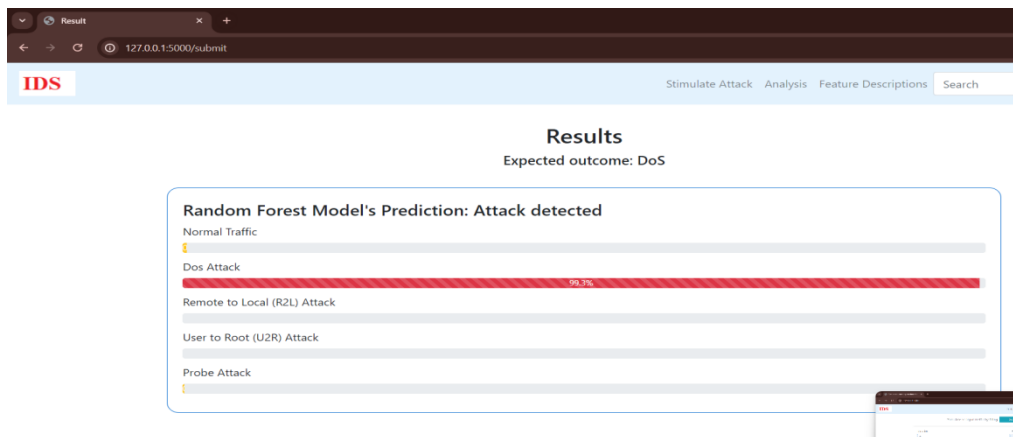 Result
127.0.0.1:5000/submit
IDS
Stimulate Attack Analysis Feature Descriptions Search
Results
Expected outcome: DoS
Random Forest Model's Prediction: Attack detected
Normal Traffic
Dos Attack
99.3%
Remote to Local (R2L) Attack
User to Root (U2R) Attack
Probe Attack
IDS